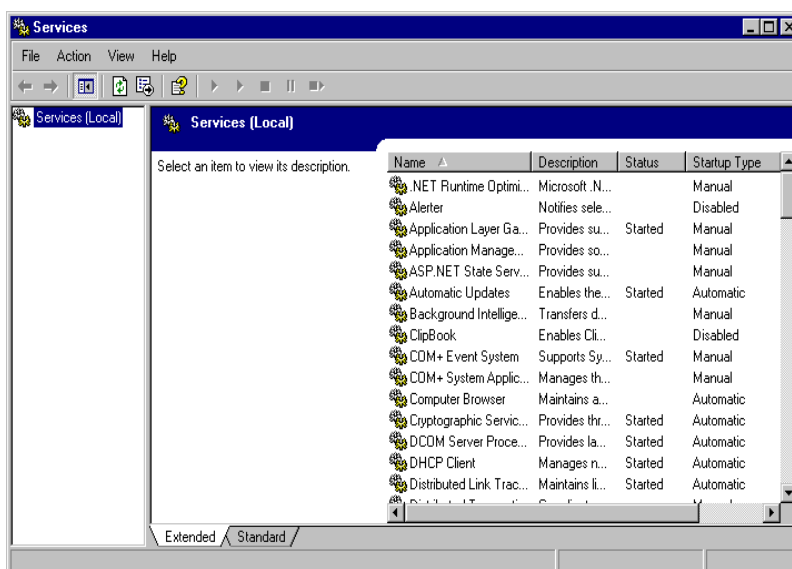 Services
File Action View Help
Services (Local)
Services (Local)
Select an item to view its description.
Name Description Status Startup Type
.NET Runtime Optimi... Microsoft .N... Manual
Alerter Notifies sele... Disabled
Application Layer Ga... Provides su... Started Manual
Application Manage... Provides so... Manual
ASP.NET State Serv... Provides su... Manual
Automatic Updates Enables the... Started Automatic
Background Intellige... Transfers d... Manual
ClipBook Enables Cli... Disabled
COM+ Event System Supports Sy... Started Manual
COM+ System Applic... Manages th... Manual
Computer Browser Maintains a... Automatic
Cryptographic Servic... Provides thr... Started Automatic
DCOM Server Proce... Provides la... Started Automatic
DHCP Client Manages n... Started Automatic
Distributed Link Trac... Maintains li... Started Automatic
Extended Standard